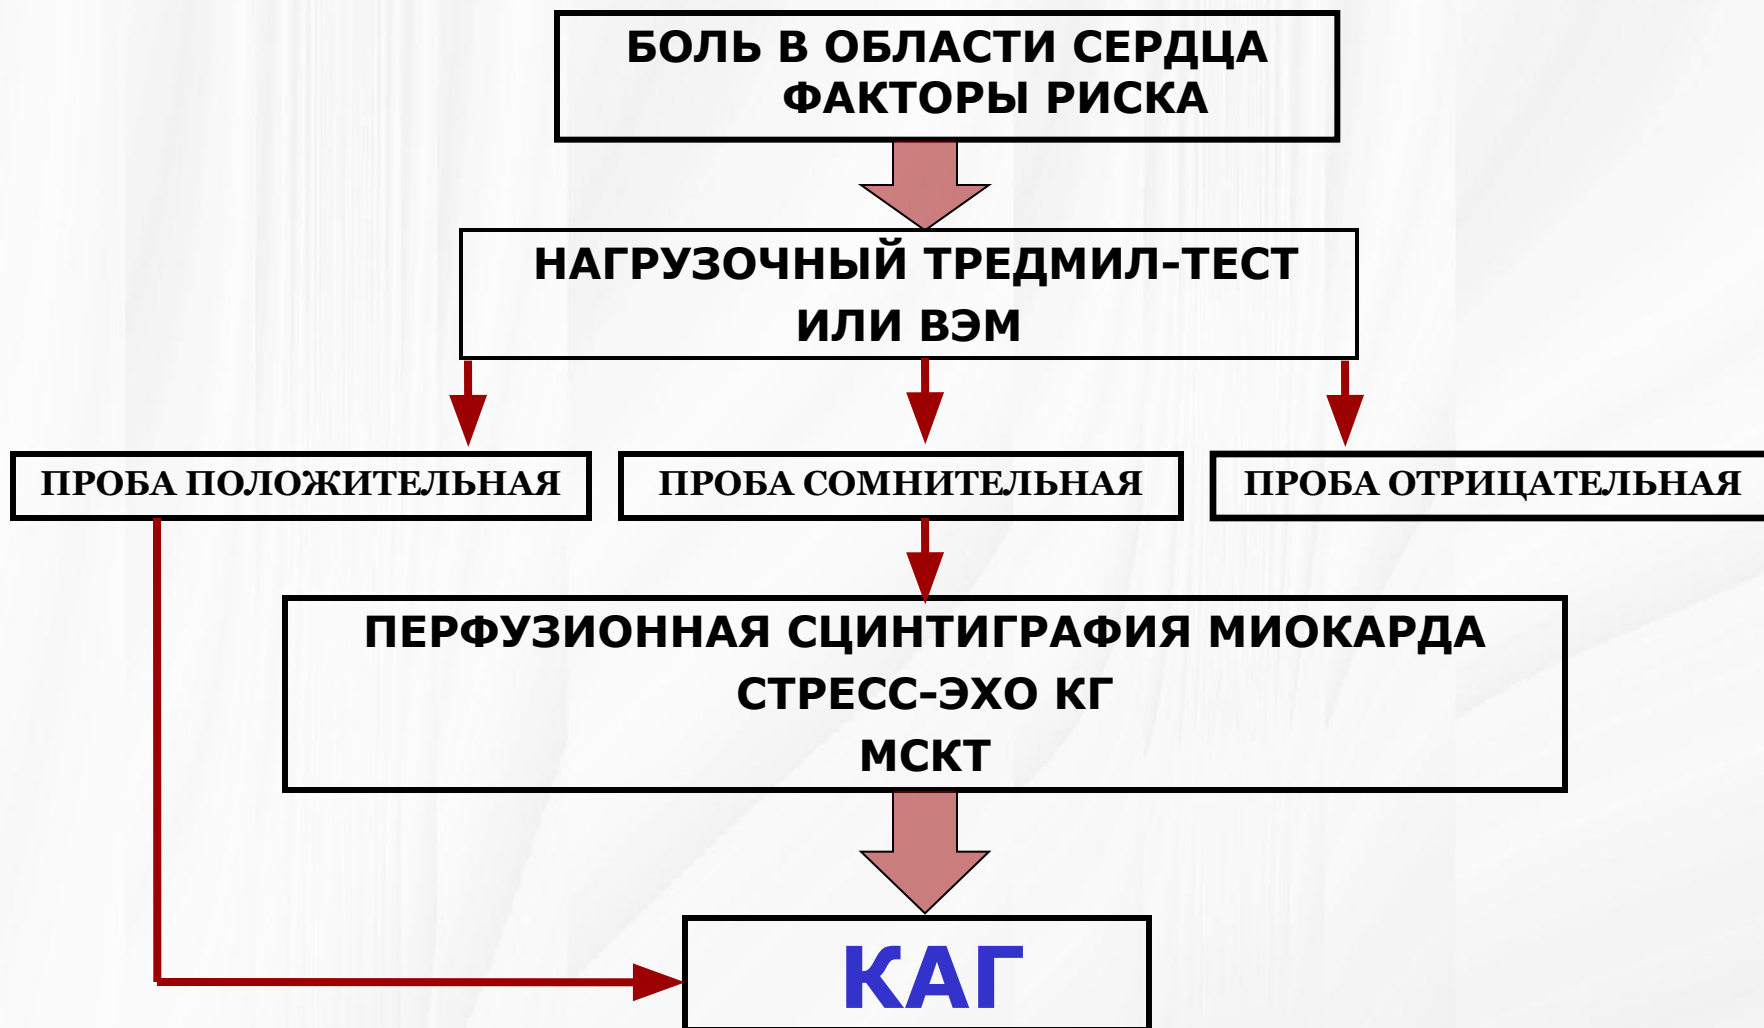 БОЛЬ В ОБЛАСТИ СЕРДЦА
ФАКТОРЫ РИСКА
НАГРУЗОЧНЫЙ ТРЕДМИЛ-ТЕСТ
ИЛИ ВЭМ
ПРОБА ПОЛОЖИТЕЛЬНАЯ
ПРОБА СОМНИТЕЛЬНАЯ
ПРОБА ОТРИЦАТЕЛЬНАЯ
ПЕРФУЗИОННАЯ СЦИНТИГРАФИЯ МИОКАРДА
СТРЕСС-ЭХО КГ
МСКТ
КАГ